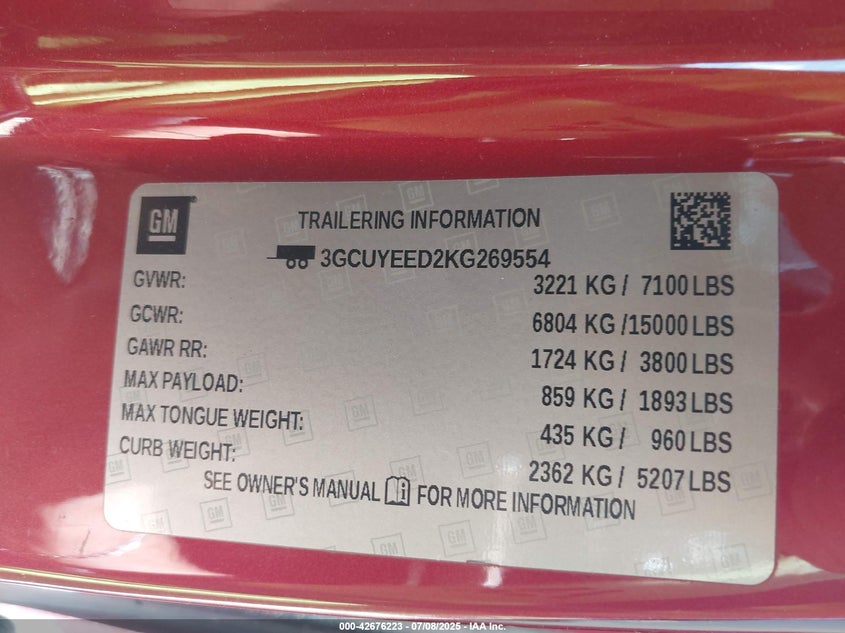 GM
TRAILERING INFORMATION
3GCUYEED2KG269554
GVWR: 3221 KG / 7100 LBS
GCWR: 6804 KG /15000 LBS
GAWR RR: 1724 KG / 3800 LBS
MAX PAYLOAD: 859 KG / 1893 LBS
MAX TONGUE WEIGHT: 435 KG / 960 LBS
CURB WEIGHT: 2362 KG / 5207 LBS
SEE OWNER'S MANUAL FOR MORE INFORMATION
000-42676223 - 07/08/2025 - IAA Inc.